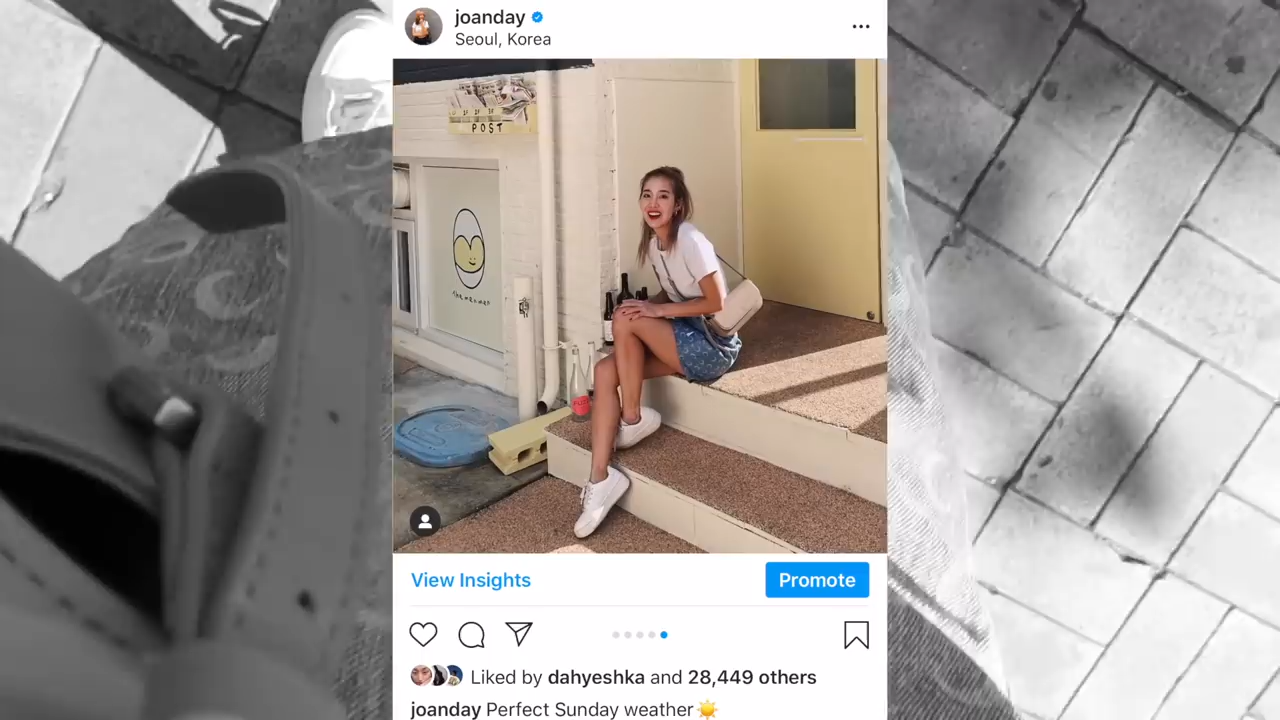 joanday
Seoul, Korea
POST
View Insights
Promote
Liked by dahyeshka and 28,449 others
joanday Perfect Sunday weather☀️